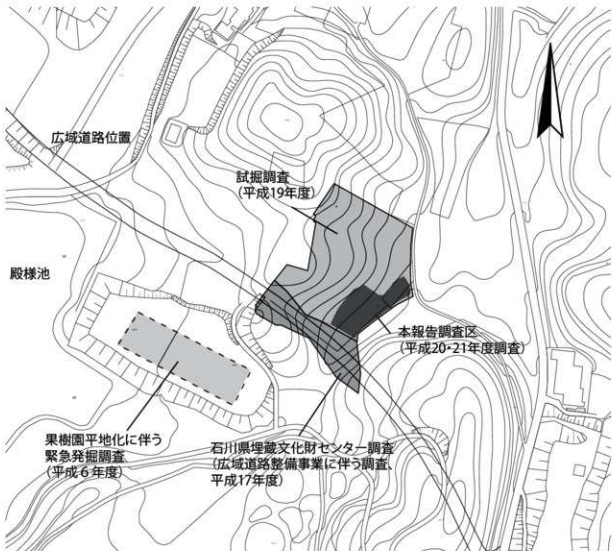 広域道路位置
試掘調査
(平成19年度)
殿様池
本報告調査区
(平成20・21年度調査)
果樹園平地化に伴う
緊急発掘調査
(平成６年度)
石川県埋蔵文化財センター調査
(広域道路整備事業に伴う調査、
平成17年度)